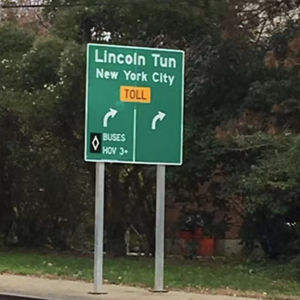 Lincoln Tun
New York City
TOLL
BUSES
HOV 3+